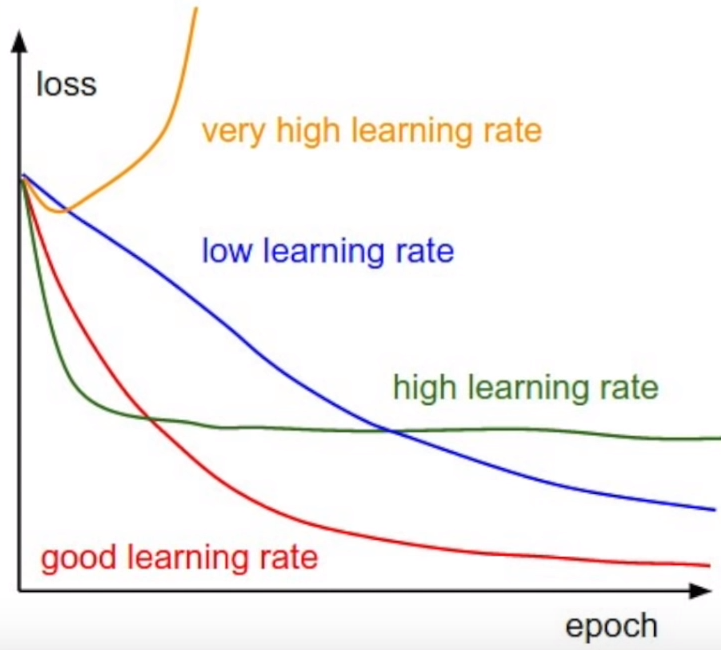 loss
very high learning rate
low learning rate
high learning rate
good learning rate
epoch